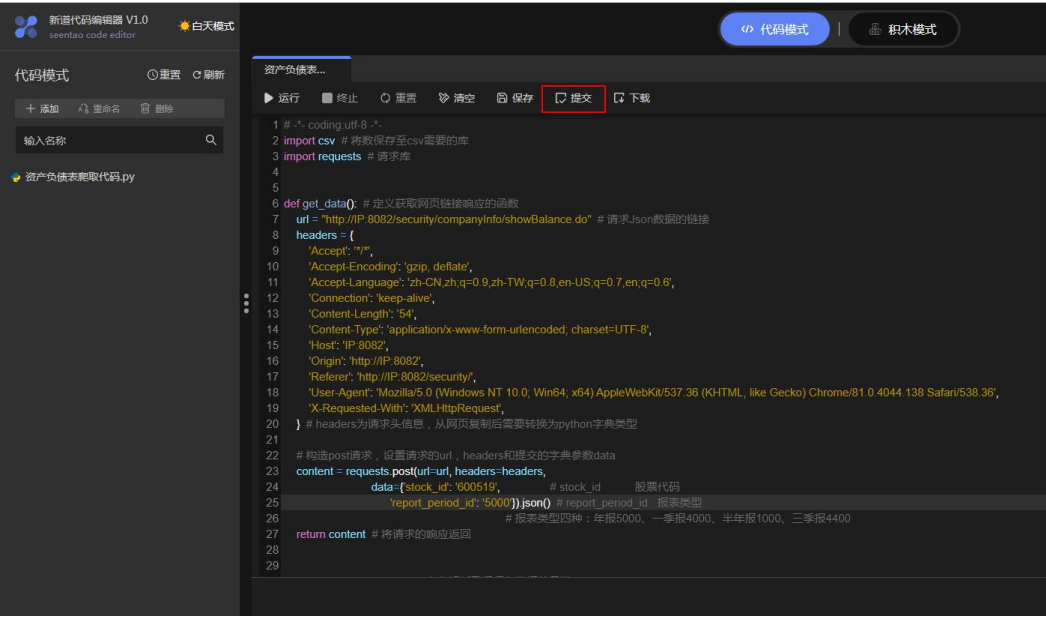 新道代码编辑器 V1.0
seentao code editor
白天模式
代码模式
积木模式
代码模式
重置
刷新
添加
重命名
删除
输入名称
资产负债表爬取代码.py
资产负债表...
运行
终止
重置
清空
保存
提交
下载
1 # -*- coding:utf-8 -*-
2 import csv # 将数保存至csv需要的库
3 import requests # 请求库
4
5
6 def get_data(): # 定义获取网页链接响应的函数
7 url = "http://IP:8082/security/companyInfo/showBalance.do" # 请求Json数据的链接
8 headers = {
9 'Accept': '*/*',
10 'Accept-Encoding': 'gzip, deflate',
11 'Accept-Language': 'zh-CN,zh;q=0.9,zh-TW;q=0.8,en-US;q=0.7,en;q=0.6',
12 'Connection': 'keep-alive',
13 'Content-Length': '54',
14 'Content-Type': 'application/x-www-form-urlencoded; charset=UTF-8',
15 'Host': 'IP:8082',
16 'Origin': 'http://IP:8082',
17 'Referer': 'http://IP:8082/security/',
18 'User-Agent': 'Mozilla/5.0 (Windows NT 10.0; Win64; x64) AppleWebKit/537.36 (KHTML, like Gecko) Chrome/81.0.4044.138 Safari/538.36',
19 'X-Requested-With': 'XMLHttpRequest',
20 } # headers为请求头信息，从网页复制后需要转换为python字典类型
21
22 # 构造post请求，设置请求的url，headers和提交的字典参数data
23 content = requests.post(url=url, headers=headers,
24 data={'stock_id': '600519', # stock_id 股票代码
25 'report_period_id': '5000'}).json() # report_period_id 报表类型
26 # 报表类型四种：年报5000、一季报4000、半年报1000、三季报4400
27 return content # 将请求的响应返回
28
29